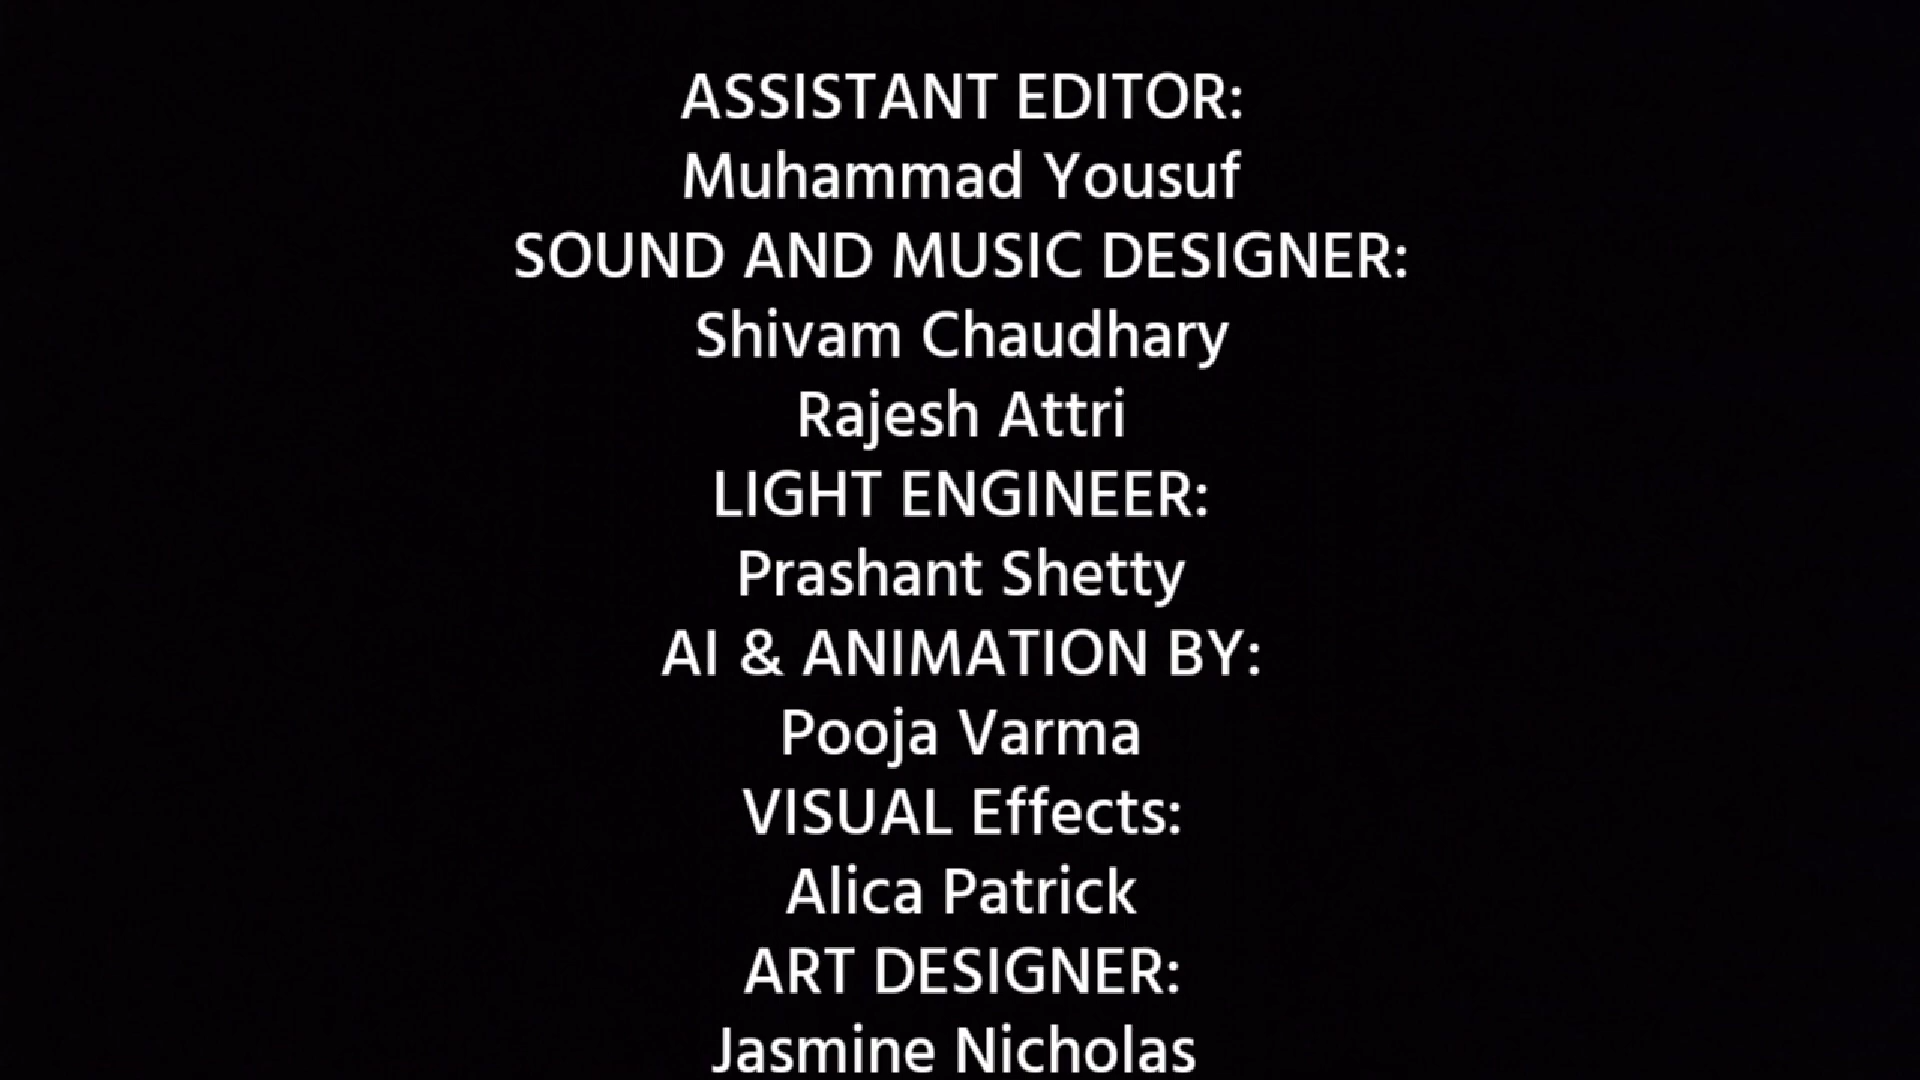 ASSISTANT EDITOR:
Muhammad Yousuf
SOUND AND MUSIC DESIGNER:
Shivam Chaudhary
Rajesh Attri
LIGHT ENGINEER:
Prashant Shetty
AI & ANIMATION BY:
Pooja Varma
VISUAL Effects:
Alica Patrick
ART DESIGNER:
Jasmine Nicholas